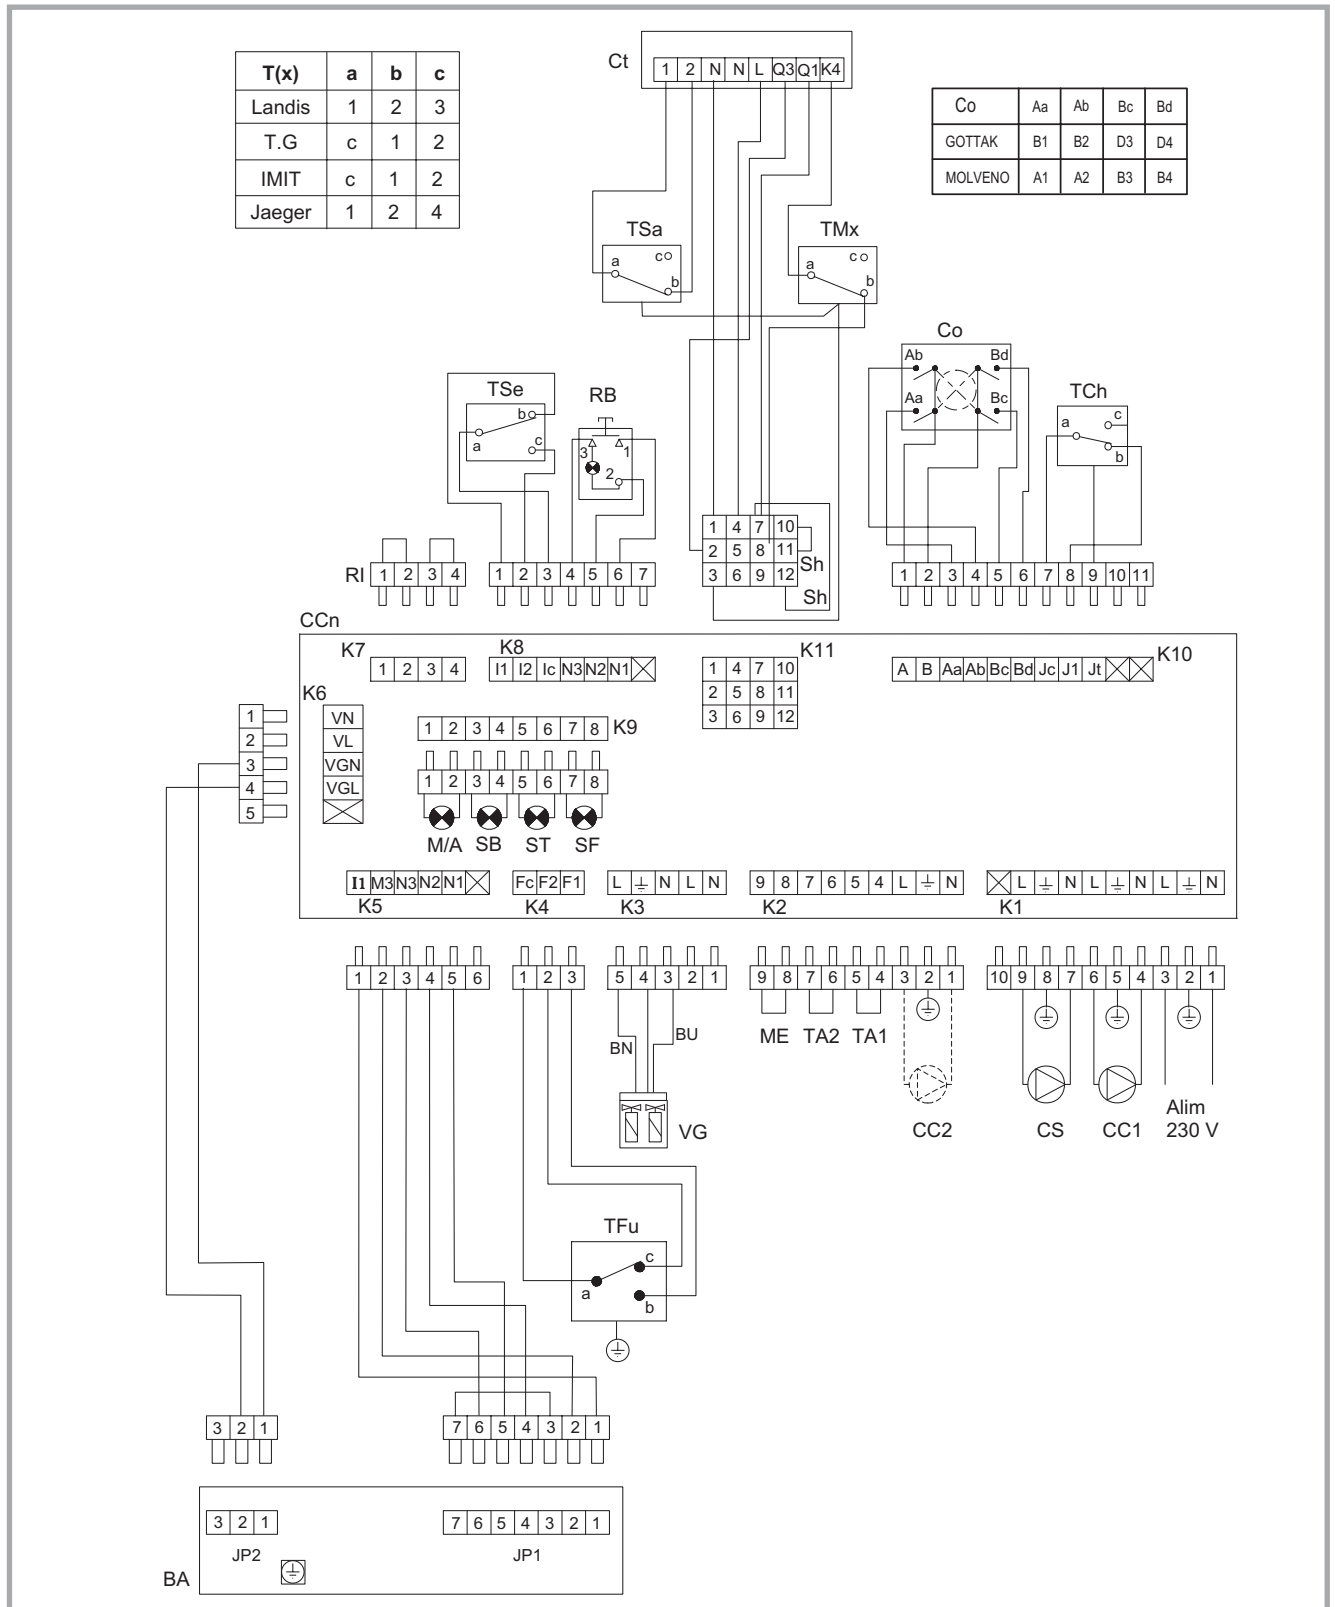 T(x) a b c
Landis 1 2 3
T.G c 1 2
IMIT c 1 2
Jaeger 1 2 4
Ct
1 2 N N L Q3 Q1 K4
Co Aa Ab Bc Bd
GOTTAK B1 B2 D3 D4
MOLVENO A1 A2 B3 B4
TSa
a c b
TMx
a c b
Co
Ab Bd
Aa Bc
TCh
a c b
TSe
b a c
RB
3 1 2
1 4 7 10
2 5 8 11
3 6 9 12
Sh
Sh
RI 1 2 3 4
1 2 3 4 5 6 7
1 2 3 4 5 6 7 8 9 10 11
CCn
K7
1 2 3 4
K8
I1 I2 Ic N3 N2 N1
K11
1 4 7 10
2 5 8 11
3 6 9 12
K10
A B Aa Ab Bc Bd Jc J1 Jt
K6
VN
VL
VGN
VGL
1
2
3
4
5
1 2 3 4 5 6 7 8 K9
1 2 3 4 5 6 7 8
M/A SB ST SF
I1 M3 N3 N2 N1
K5
Fc F2 F1
K4
L N L N
K3
9 8 7 6 5 4 L N
K2
L N L N L N
K1
1 2 3 4 5 6
1 2 3
5 4 3 2 1
9 8 7 6 5 4 3 2 1
10 9 8 7 6 5 4 3 2 1
BN BU
VG
ME TA2 TA1
CC2
CS CC1
Alim
230 V
TFu
a c b
3 2 1
7 6 5 4 3 2 1
3 2 1
JP2
7 6 5 4 3 2 1
JP1
BA